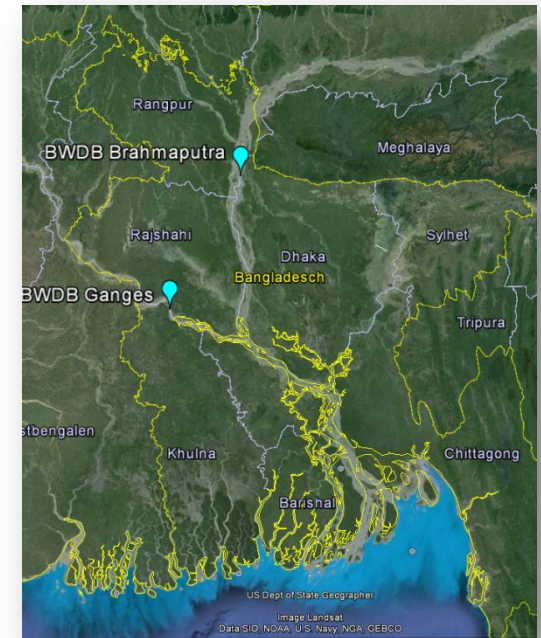 Rangpur
BWDB Brahmaputra
Meghalaya
Rajshahi
Sylhet
Dhaka
Bangladesch
BWDB Ganges
Tripura
stbengalen
Khulna
Chittagong
Barishal
US Dept of State Geographer
Image Landsat
Data SIO, NOAA, U.S. Navy, NGA, GEBCO